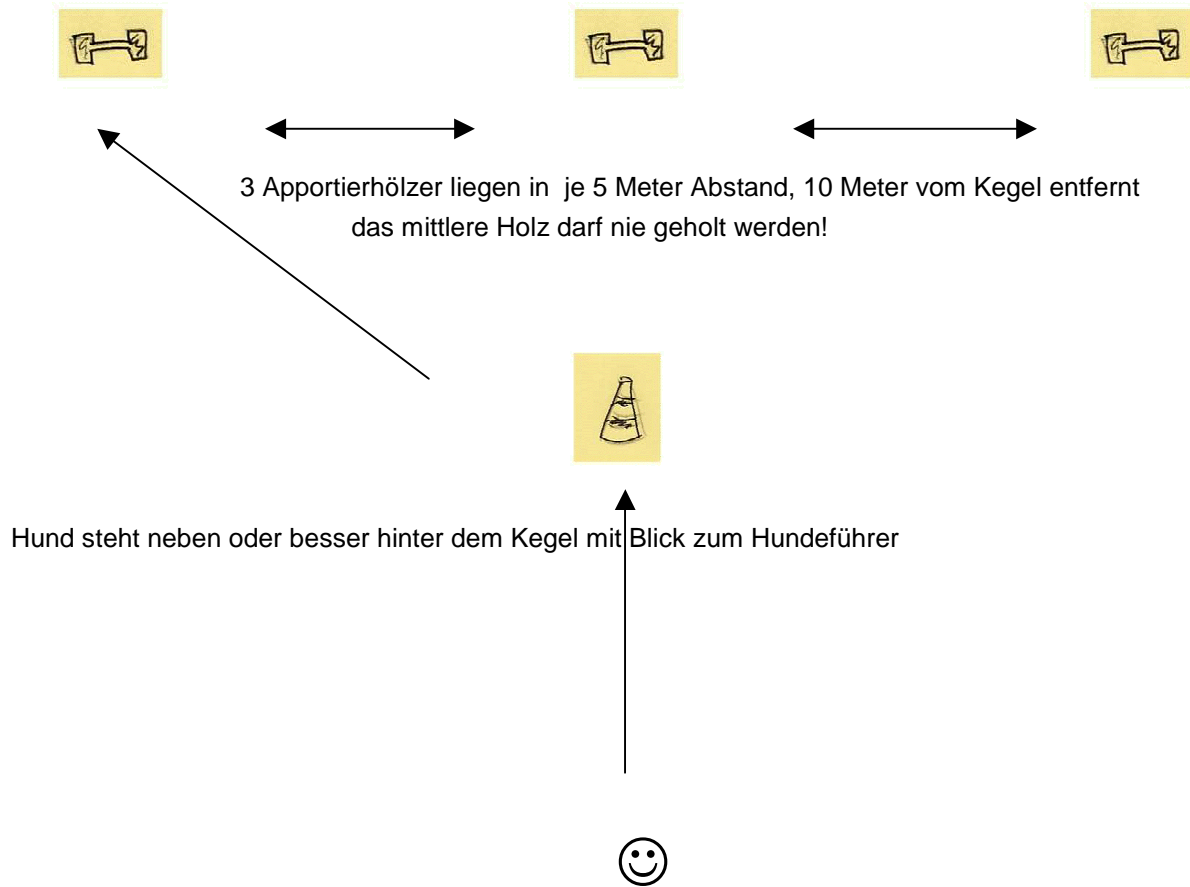 3 Apportierhölzer liegen in  je 5 Meter Abstand, 10 Meter vom Kegel entfernt
das mittlere Holz darf nie geholt werden!
Hund steht neben oder besser hinter dem Kegel mit Blick zum Hundeführer